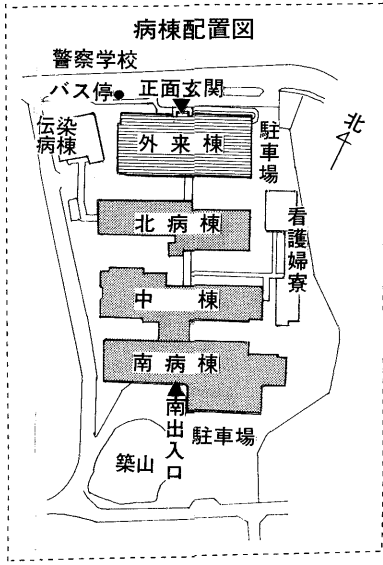 病棟配置図
警察学校
バス停
正面玄関
伝染
病棟
外来棟
駐車場
北
北病棟
看護婦寮
中棟
南病棟
南出入口
駐車場
築山